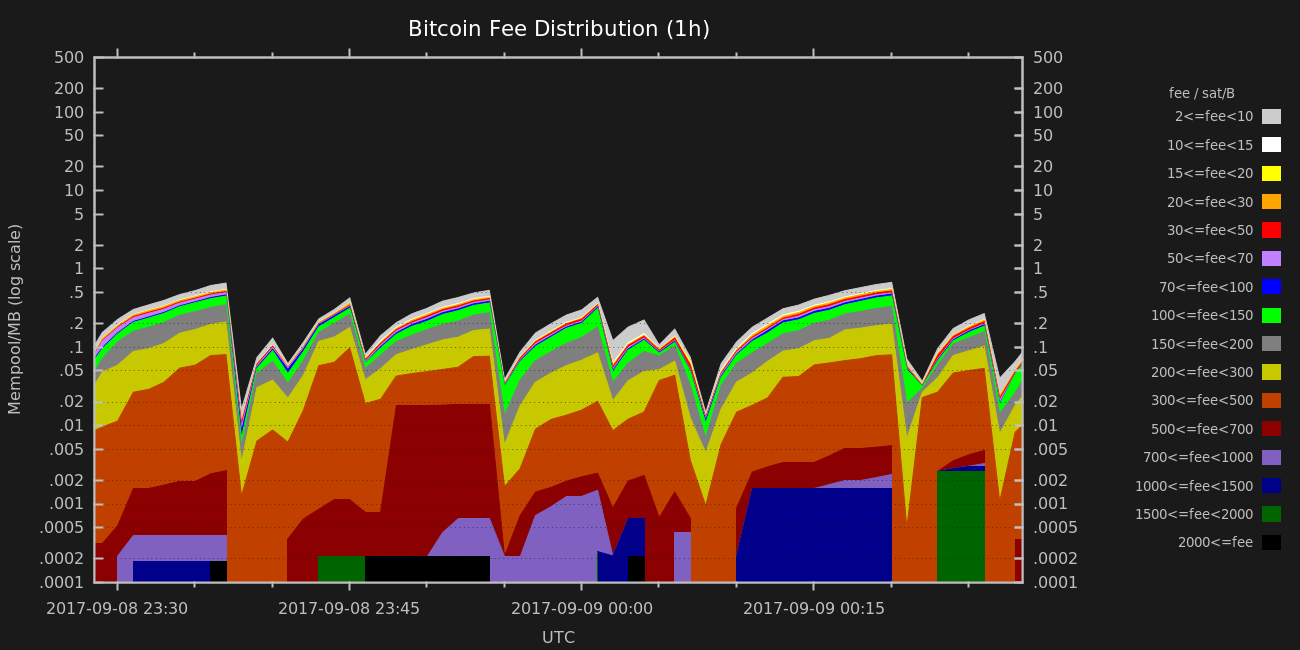 Bitcoin Fee Distribution (1h)
Mempool/MB (log scale)
500
200
100
50
20
10
5
2
1
.5
.2
.1
.05
.02
.01
.005
.002
.001
.0005
.0002
.0001
500
200
100
50
20
10
5
2
1
.5
.2
.1
.05
.02
.01
.005
.002
.001
.0005
.0002
.0001
fee / sat/B
2<=fee<10
10<=fee<15
15<=fee<20
20<=fee<30
30<=fee<50
50<=fee<70
70<=fee<100
100<=fee<150
150<=fee<200
200<=fee<300
300<=fee<500
500<=fee<700
700<=fee<1000
1000<=fee<1500
1500<=fee<2000
2000<=fee
2017-09-08 23:30 2017-09-08 23:45 2017-09-09 00:00 2017-09-09 00:15
UTC